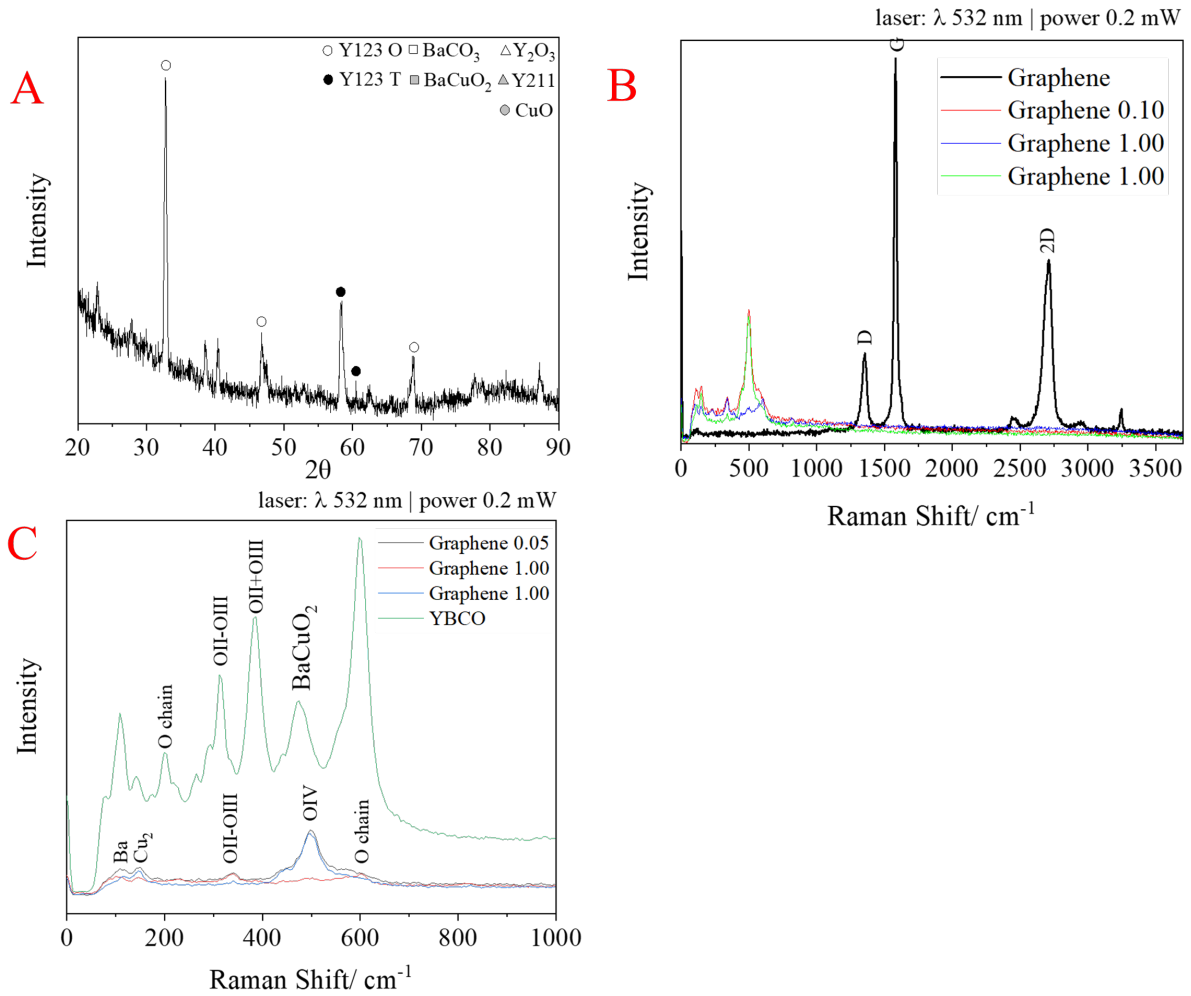 laser: λ 532 nm | power 0.2 mW
A
Y123 O BaCO3 Y2O3
Y123 T BaCuO2 Y211
CuO
Intensity
20 30 40 50 60 70 80 90
2θ
B
G
D
2D
Graphene
Graphene 0.10
Graphene 1.00
Graphene 1.00
Intensity
0 500 1000 1500 2000 2500 3000 3500
Raman Shift/ cm-1
laser: λ 532 nm | power 0.2 mW
C
Graphene 0.05
Graphene 1.00
Graphene 1.00
YBCO
O chain
OII-OIII
OII+OIII
BaCuO2
Ba
Cu2
OII-OIII
OIV
O chain
Intensity
0 200 400 600 800 1000
Raman Shift/ cm-1